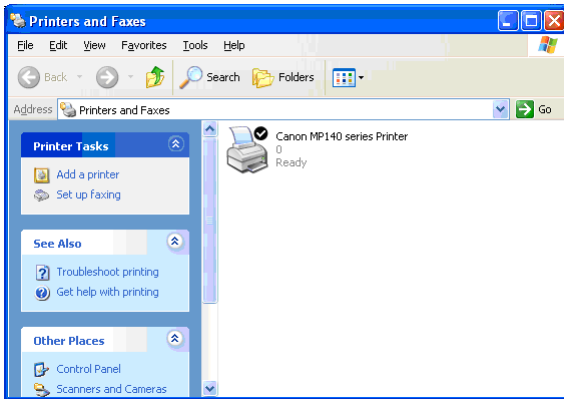 Printers and Faxes
File Edit View Favorites Tools Help
Back Search Folders
Address Printers and Faxes Go
Printer Tasks
Add a printer
Set up faxing
See Also
Troubleshoot printing
Get help with printing
Other Places
Control Panel
Scanners and Cameras
Canon MP140 series Printer
0
Ready